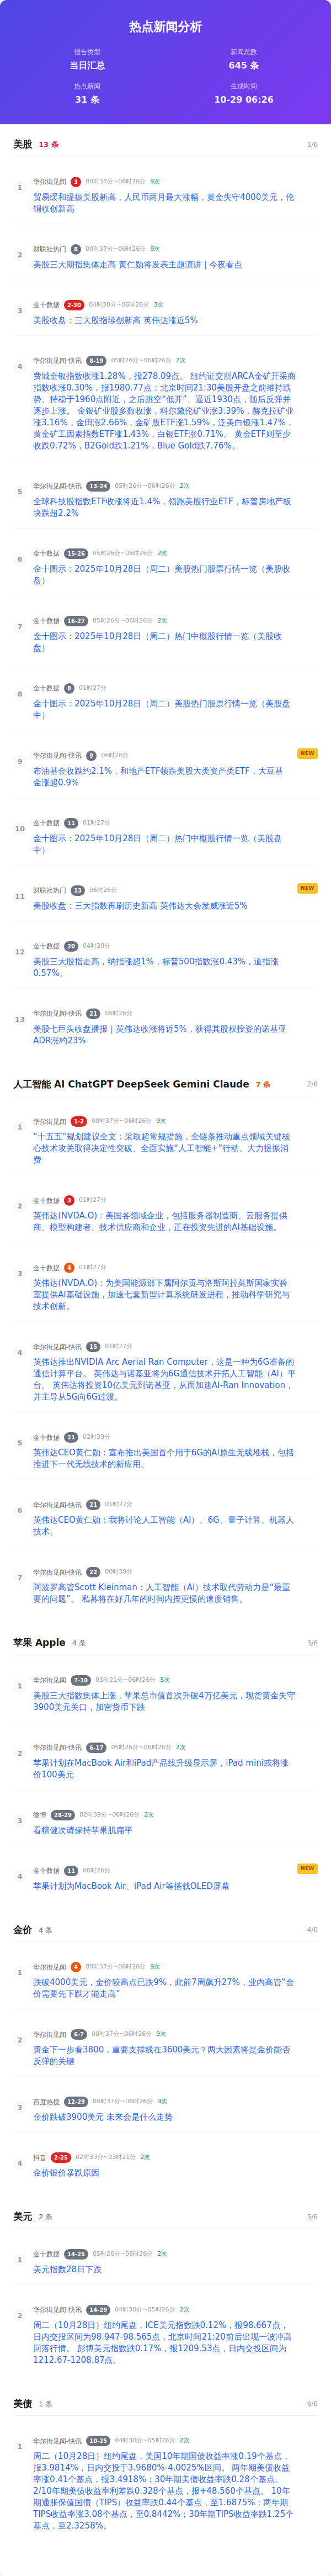 热点新闻分析
报告类型
新闻总数
当日汇总
645 条
热点新闻
生成时间
31 条
10-29 06:26
美股 13 条 1/6
1
华尔街见闻 3 00时37分~06时26分 9次
贸易缓和提振美股新高，人民币两月最大涨幅，黄金失守4000美元，伦
铜收创新高
2
财联社热门 8 00时37分~06时26分 9次
美股三大期指集体走高 黄仁勋将发表主题演讲 | 今夜看点
3
金十数据 2-30 04时30分~06时26分 3次
美股收盘：三大股指续创新高 英伟达涨近5%
4
华尔街见闻-快讯 8-19 05时26分~06时26分 2次
费城金银指数收涨1.28%，报278.09点。 纽约证交所ARCA金矿开采商
指数收涨0.30%，报1980.77点；北京时间21:30美股开盘之前维持跌
势、持稳于1960点附近，之后跳空“低开”、逼近1930点，随后反弹并
逐步上涨。 金银矿业股多数收涨，科尔黛伦矿业涨3.39%，赫克拉矿业
涨3.16%，金田涨2.66%，金矿股ETF涨1.59%，泛美白银涨1.47%，
黄金矿工因素指数ETF涨1.43%，白银ETF涨0.71%。 黄金ETF则至少
收跌0.72%，B2Gold跌1.21%，Blue Gold跌7.76%。
5
华尔街见闻-快讯 13-24 05时26分~06时26分 2次
全球科技股指数ETF收涨将近1.4%，领跑美股行业ETF，标普房地产板
块跌超2.2%
6
金十数据 15-26 05时26分~06时26分 2次
金十图示：2025年10月28日（周二）美股热门股票行情一览（美股收
盘）
7
金十数据 16-27 05时26分~06时26分 2次
金十图示：2025年10月28日（周二）热门中概股行情一览（美股收
盘）
8
金十数据 8 01时27分
金十图示：2025年10月28日（周二）美股热门股票行情一览（美股盘
中）
9
华尔街见闻-快讯 9 06时26分 NEW
布油基金收跌约2.1%，和地产ETF领跌美股大类资产类ETF，大豆基
金涨超0.9%
10
金十数据 11 01时27分
金十图示：2025年10月28日（周二）热门中概股行情一览（美股盘
中）
11
财联社热门 13 06时26分 NEW
美股收盘：三大指数再刷历史新高 英伟达大会发威涨近5%
12
金十数据 20 04时30分
美股三大股指走高，纳指涨超1%，标普500指数涨0.43%，道指涨
0.57%。
13
华尔街见闻-快讯 21 05时26分
美股七巨头收盘播报｜英伟达收涨将近5%，获得其股权投资的诺基亚
ADR涨约23%
人工智能 AI ChatGPT DeepSeek Gemini Claude 7 条 2/6
1
华尔街见闻 1-2 00时37分~06时26分 9次
“十五五”规划建议全文：采取超常规措施，全链条推动重点领域关键核
心技术攻关取得决定性突破、全面实施“人工智能+”行动、大力提振消
费
2
金十数据 3 01时27分
英伟达(NVDA.O)：美国各领域企业，包括服务器制造商、云服务提供
商、模型构建者、技术供应商和企业，正在投资先进的AI基础设施。
3
金十数据 4 01时27分
英伟达(NVDA.O)：为美国能源部下属阿尔贡与洛斯阿拉莫斯国家实验
室提供AI基础设施，加速七套新型计算系统研发进程，推动科学研究与
技术创新。
4
华尔街见闻-快讯 15 01时27分
英伟达推出NVIDIA Arc Aerial Ran Computer，这是一种为6G准备的
通信计算平台。 英伟达与诺基亚将为6G通信技术开拓人工智能（AI）平
台。 英伟达将投资10亿美元到诺基亚，从而加速AI-Ran Innovation，
并主导从5G向6G过渡。
5
金十数据 21 02时39分
英伟达CEO黄仁勋：宣布推出美国首个用于6G的AI原生无线堆栈，包括
推进下一代无线技术的新应用。
6
华尔街见闻-快讯 21 01时27分
英伟达CEO黄仁勋：我将讨论人工智能（AI）、6G、量子计算、机器人
技术。
7
华尔街见闻-快讯 22 00时38分
阿波罗高管Scott Kleinman：人工智能（AI）技术取代劳动力是“最重
要的问题”。 私募将在好几年的时间内按更慢的速度销售。
苹果 Apple 4 条 3/6
1
华尔街见闻-快讯 7-10 03时21分~06时26分 5次
美股三大指数集体上涨，苹果总市值首次升破4万亿美元，现货黄金失守
3900美元关口，加密货币下跌
2
华尔街见闻-快讯 6-17 05时26分~06时26分 2次
苹果计划在MacBook Air和iPad产品线升级显示屏，iPad mini或将涨
价100美元
3
微博 28-29 02时39分~06时26分 2次
看檀健次请保持苹果肌扁平
4
金十数据 11 06时26分 NEW
苹果计划为MacBook Air、iPad Air等搭载OLED屏幕
金价 4 条 4/6
1
华尔街见闻 4 00时37分~06时26分 9次
跌破4000美元，金价较高点已跌9%，此前7周飙升27%，业内高管“金
价需要先下跌才能走高”
2
华尔街见闻 6-7 00时37分~06时26分 9次
黄金下一步看3800，重要支撑线在3600美元？两大因素将是金价能否
反弹的关键
3
百度热搜 12-29 00时37分~06时26分 9次
金价跌破3900美元 未来会是什么走势
4
抖音 2-25 02时39分~03时21分 2次
金价银价暴跌原因
美元 2 条 5/6
1
金十数据 14-25 05时26分~06时26分 2次
美元指数28日下跌
2
华尔街见闻-快讯 14-29 04时30分~05时26分 2次
周二（10月28日）纽约尾盘，ICE美元指数跌0.12%，报98.667点，
日内交投区间为98.947-98.565点，北京时间21:20前后出现一波冲高
回落行情。 彭博美元指数跌0.17%，报1209.53点，日内交投区间为
1212.67-1208.87点。
美债 1 条 6/6
1
华尔街见闻-快讯 10-25 04时30分~05时26分 2次
周二（10月28日）纽约尾盘，美国10年期国债收益率涨0.19个基点，
报3.9814%，日内交投于3.9680%-4.0025%区间。 两年期美债收益
率涨0.41个基点，报3.4918%；30年期美债收益率跌0.28个基点。
2/10年期美债收益率利差跌0.328个基点，报+48.560个基点。 10年
期通胀保值国债（TIPS）收益率跌0.44个基点，至1.6875%；两年期
TIPS收益率涨3.08个基点，至0.8442%；30年期TIPS收益率跌1.25个
基点，至2.3258%。